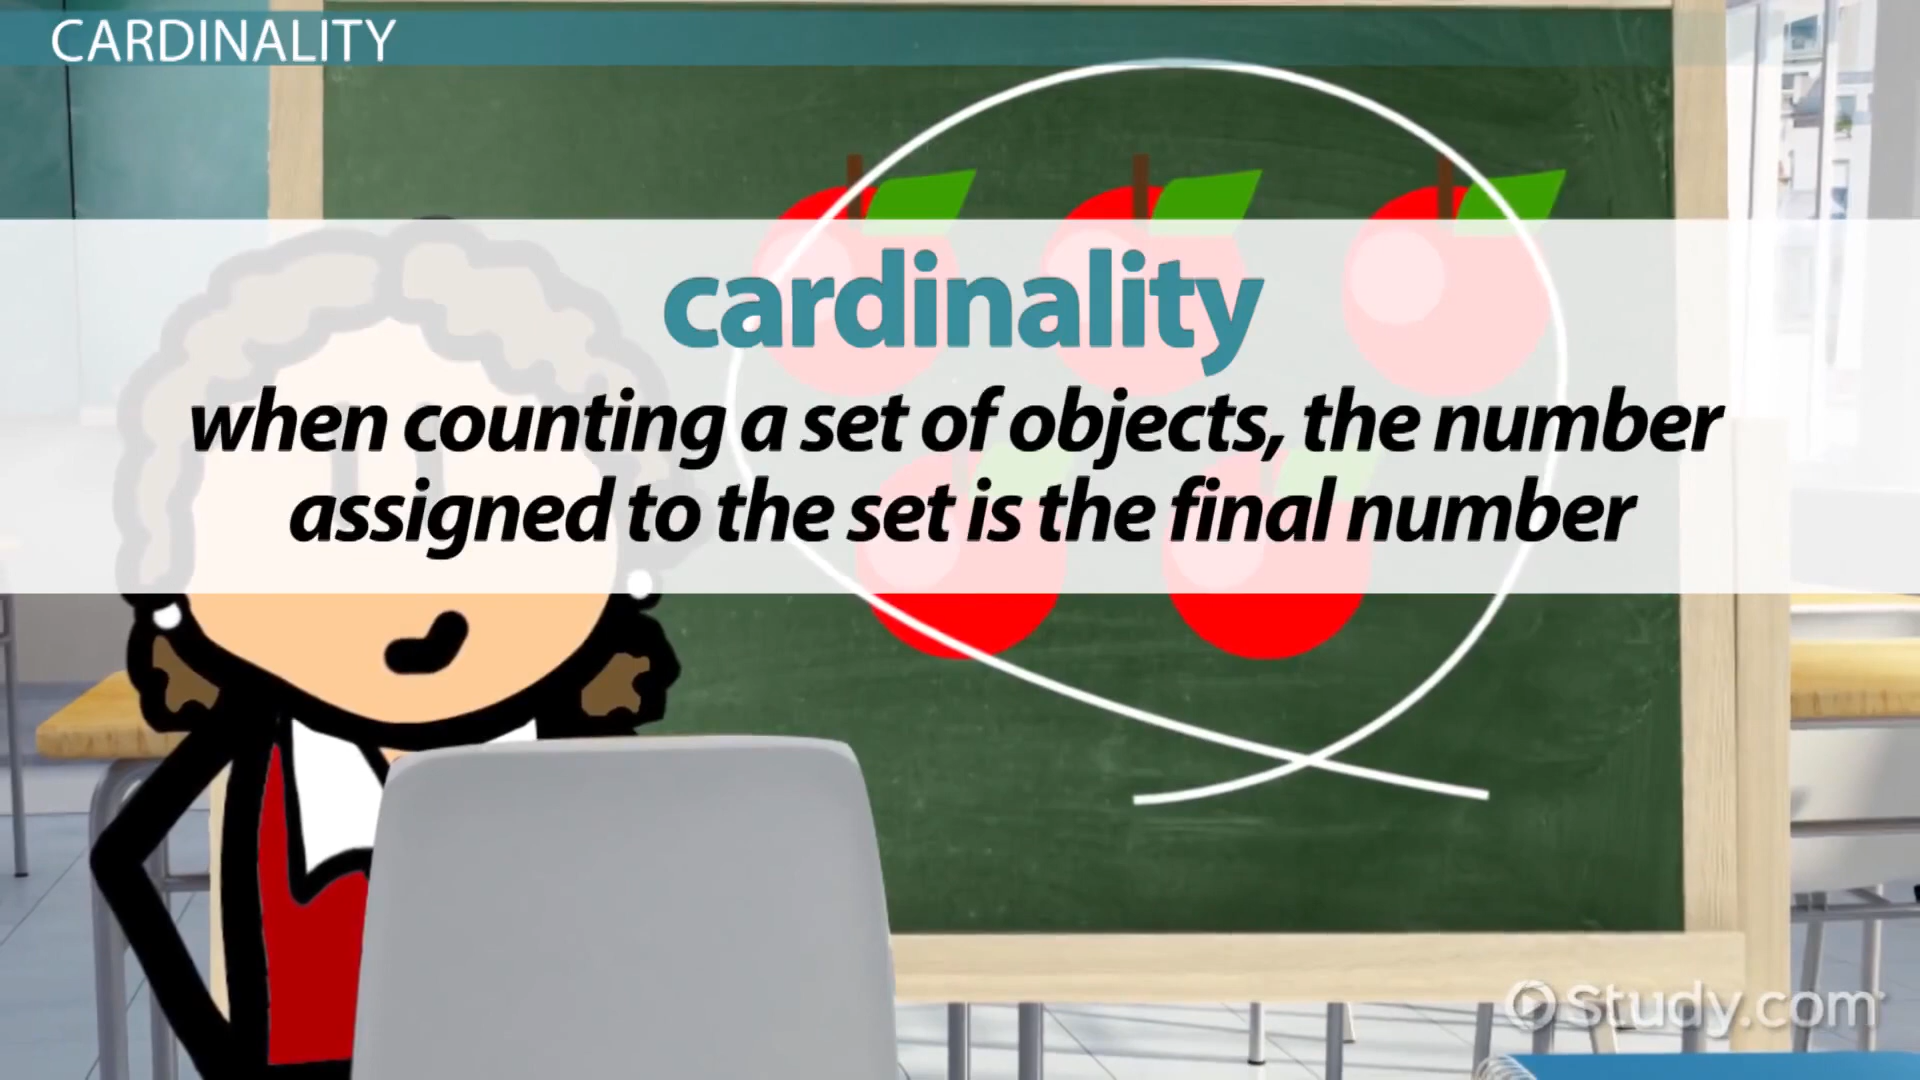 CARDINALITY
cardinality
when counting a set of objects, the number
assigned to the set is the final number
Study.com